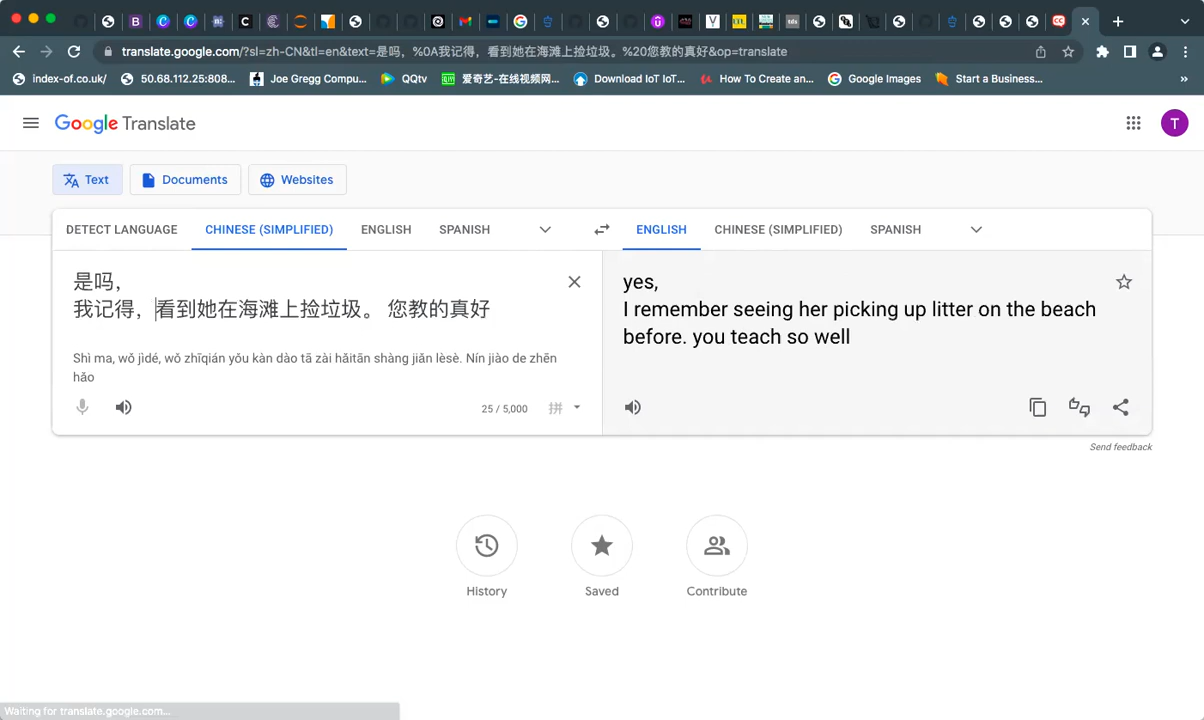 translate.google.com/?sl=zh-CN&tl=en&text=是吗，%0A我记得，看到她在海滩上捡垃圾。%20您教的真好&op=translate
index-of.co.uk/
50.68.112.25:808...
Joe Gregg Compu...
QQtv
爱奇艺-在线视频网...
Download IoT IoT...
How To Create an...
Google Images
Start a Business...
»
Google Translate
T
Text
Documents
Websites
DETECT LANGUAGE
CHINESE (SIMPLIFIED)
ENGLISH
SPANISH
ENGLISH
CHINESE (SIMPLIFIED)
SPANISH
是吗，
我记得，看到她在海滩上捡垃圾。 您教的真好
Shì ma, wǒ jìdé, wǒ zhīqián yǒu kàn dào tā zài hǎitān shàng jiǎn lèsè. Nín jiào de zhēn
hǎo
25 / 5,000
拼
yes,
I remember seeing her picking up litter on the beach
before. you teach so well
Send feedback
History
Saved
Contribute
Waiting for translate.google.com...